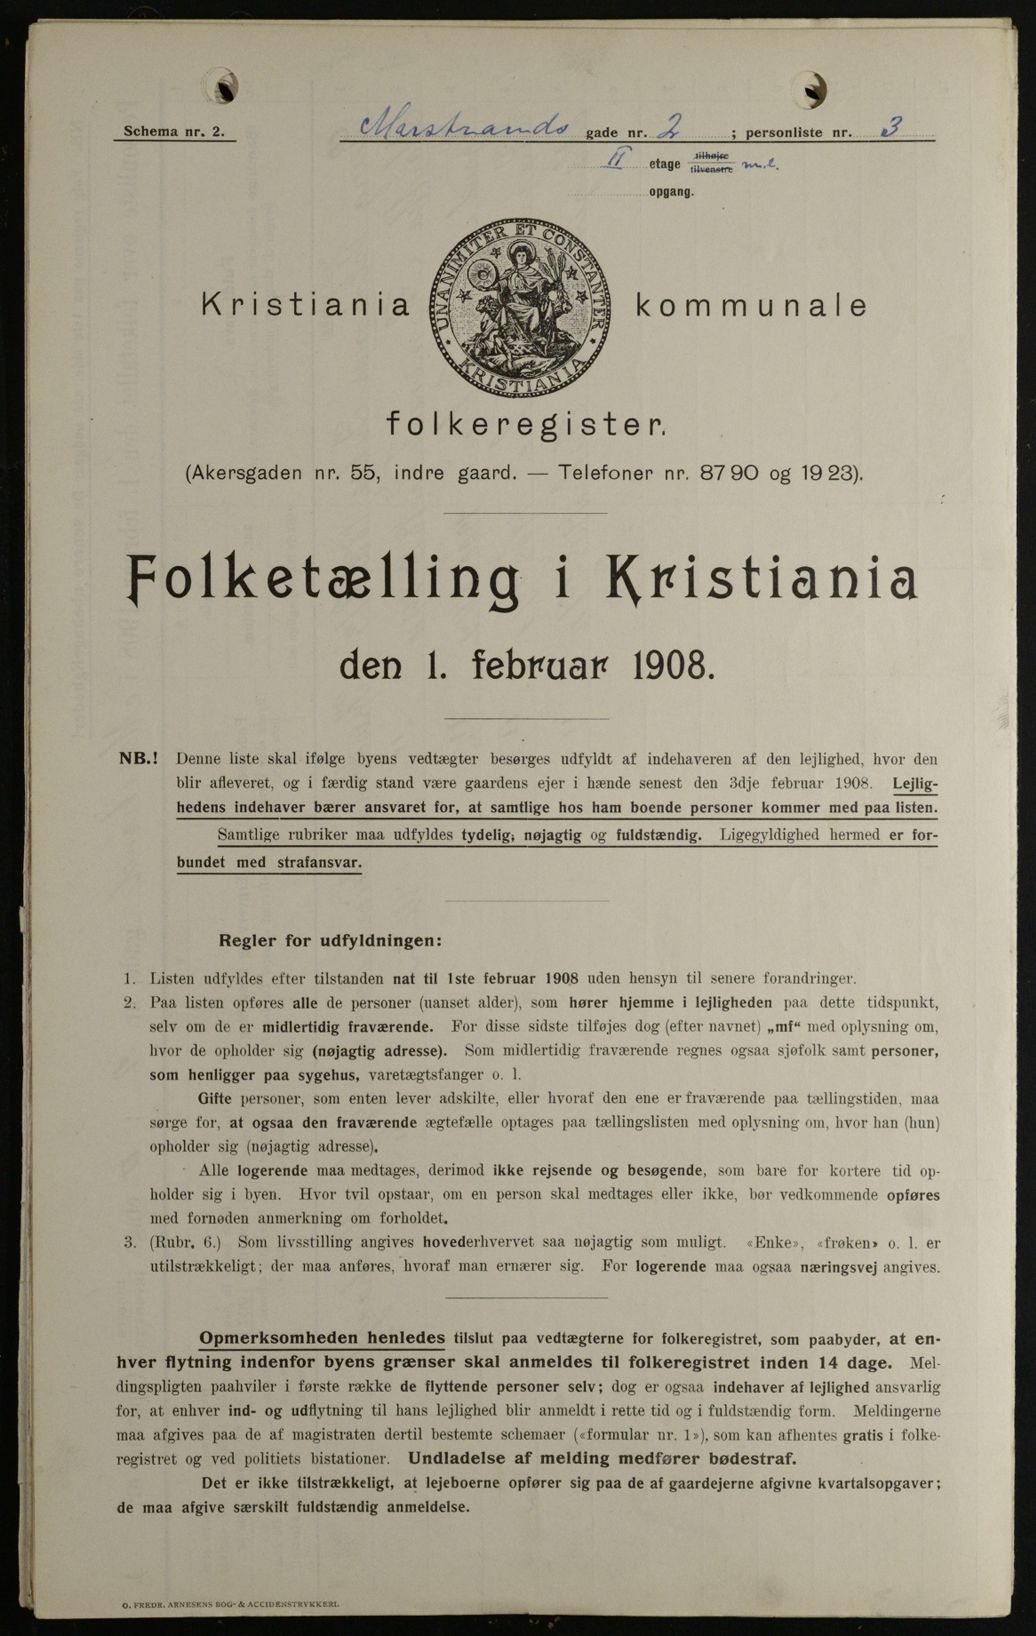 Schema nr. 2.
Marstrands gade nr. 2 ; personliste nr. 3
II etage tilhøjre tilvenstre m.l.
opgang.
UNANIMITER ET CONSTANTER
KRISTIANIA
Kristiania kommunale
folkeregister.
(Akersgaden nr. 55, indre gaard. — Telefoner nr. 87 90 og 19 23).
Folketælling i Kristiania
den 1. februar 1908.
NB.! Denne liste skal ifølge byens vedtægter besørges udfyldt af indehaveren af den lejlighed, hvor den
blir afleveret, og i færdig stand være gaardens ejer i hænde senest den 3dje februar 1908. Lejlig-
hedens indehaver bærer ansvaret for, at samtlige hos ham boende personer kommer med paa listen.
Samtlige rubriker maa udfyldes tydelig, nøjagtig og fuldstændig. Ligegyldighed hermed er for-
bundet med strafansvar.
Regler for udfyldningen:
1. Listen udfyldes efter tilstanden nat til 1ste februar 1908 uden hensyn til senere forandringer.
2. Paa listen opføres alle de personer (uanset alder), som hører hjemme i lejligheden paa dette tidspunkt,
selv om de er midlertidig fraværende. For disse sidste tilføjes dog (efter navnet) „mf“ med oplysning om,
hvor de opholder sig (nøjagtig adresse). Som midlertidig fraværende regnes ogsaa sjøfolk samt personer,
som henligger paa sygehus, varetægtsfanger o. l.
Gifte personer, som enten lever adskilte, eller hvoraf den ene er fraværende paa tællingstiden, maa
sørge for, at ogsaa den fraværende ægtefælle optages paa tællingslisten med oplysning om, hvor han (hun)
opholder sig (nøjagtig adresse).
Alle logerende maa medtages, derimod ikke rejsende og besøgende, som bare for kortere tid op-
holder sig i byen. Hvor tvil opstaar, om en person skal medtages eller ikke, bør vedkommende opføres
med fornøden anmerkning om forholdet.
3. (Rubr. 6.) Som livsstilling angives hovederhvervet saa nøjagtig som muligt. «Enke», «frøken» o. l. er
utilstrækkeligt; der maa anføres, hvoraf man ernærer sig. For logerende maa ogsaa næringsvej angives.
Opmerksomheden henledes tilslut paa vedtægterne for folkeregistret, som paabyder, at en-
hver flytning indenfor byens grænser skal anmeldes til folkeregistret inden 14 dage. Mel-
dingspligten paahviler i første række de flyttende personer selv; dog er ogsaa indehaver af lejlighed ansvarlig
for, at enhver ind- og udflytning til hans lejlighed blir anmeldt i rette tid og i fuldstændig form. Meldingerne
maa afgives paa de af magistraten dertil bestemte schemaer («formular nr. 1»), som kan afhentes gratis i folke-
registret og ved politiets bistationer. Undladelse af melding medfører bødestraf.
Det er ikke tilstrækkeligt, at lejeboerne opfører sig paa de af gaardejerne afgivne kvartalsopgaver;
de maa afgive særskilt fuldstændig anmeldelse.
O. FREDR. ARNESENS BOG- & ACCIDENSTRYKKERI.